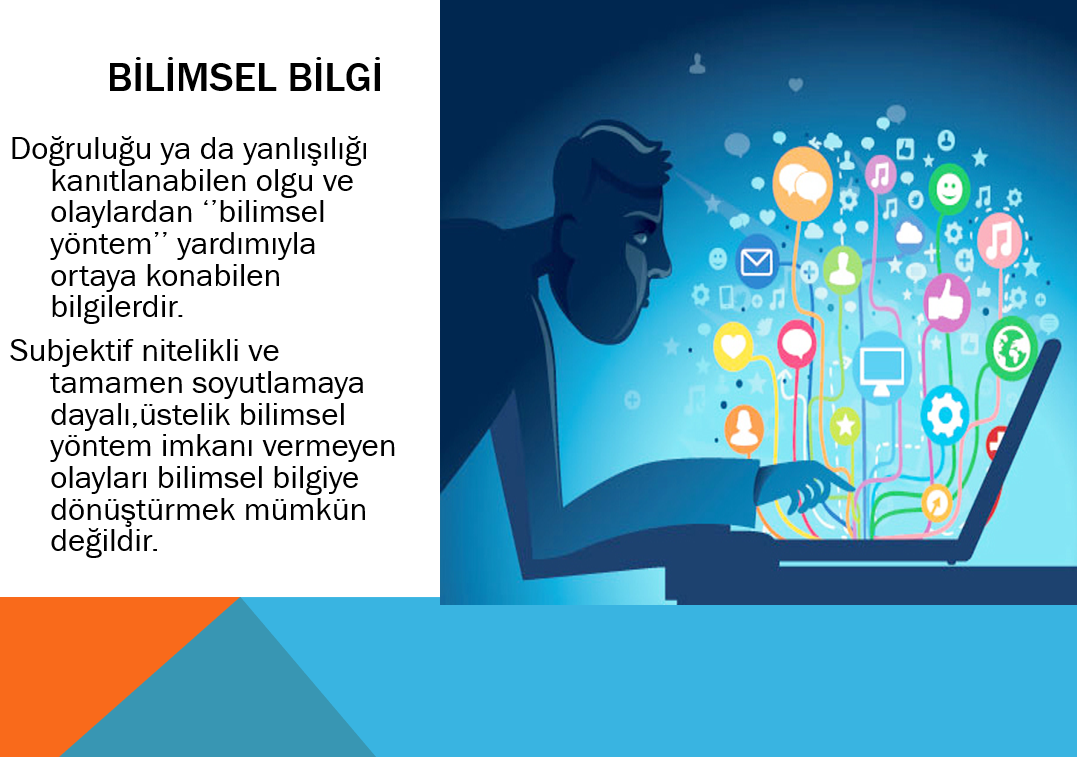 BİLİMSEL BİLGİ
Doğruluğu ya da yanlışılığı
kanıtlanabilen olgu ve
olaylardan ‘’bilimsel
yöntem’’ yardımıyla
ortaya konabilen
bilgilerdir.
Subjektif nitelikli ve
tamamen soyutlamaya
dayalı,üstelik bilimsel
yöntem imkanı vermeyen
olayları bilimsel bilgiye
dönüştürmek mümkün
değildir.